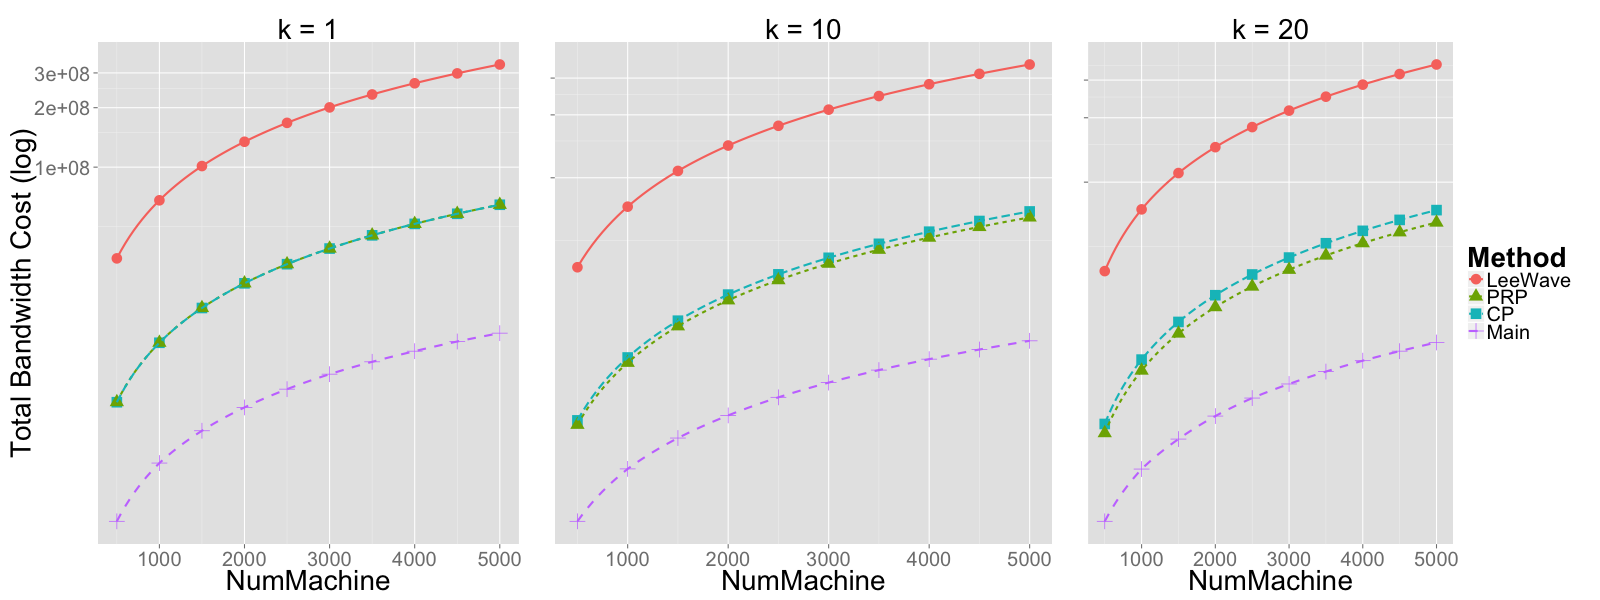 k = 1
k = 10
k = 20
Total Bandwidth Cost (log)
3e+08
2e+08
1e+08
1000 2000 3000 4000 5000
1000 2000 3000 4000 5000
1000 2000 3000 4000 5000
NumMachine
NumMachine
NumMachine
Method
LeeWave
PRP
CP
Main